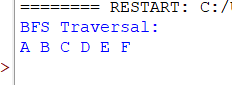 ======== RESTART: C:/
BFS Traversal:
A B C D E F
>